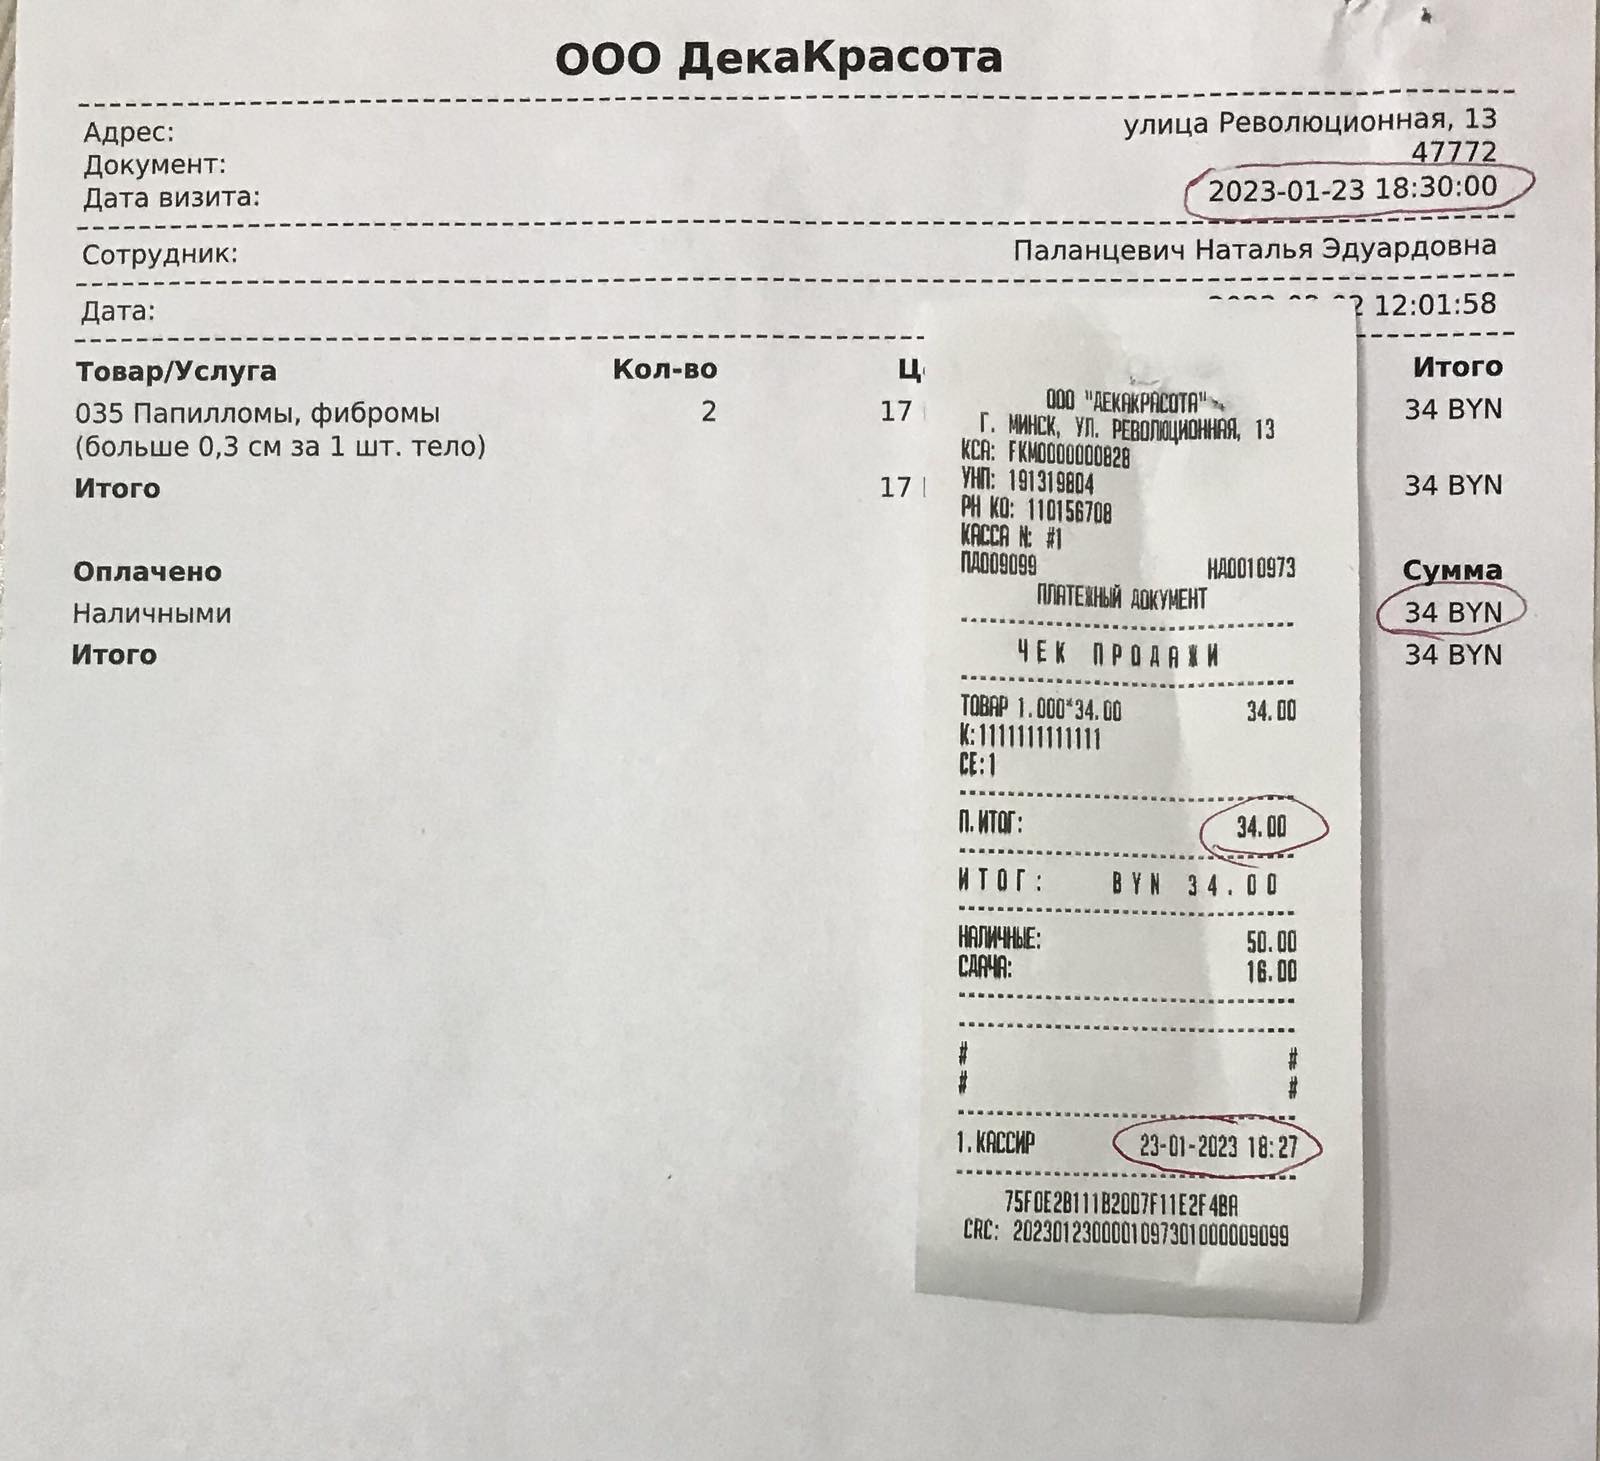 ООО ДекаКрасота
Адрес: улица Революционная, 13
Документ: 47772
Дата визита: 2023-01-23 18:30:00
Сотрудник: Паланцевич Наталья Эдуардовна
Дата: 12:01:58
Товар/Услуга Кол-во Итого
035 Папилломы, фибромы 2 17 34 BYN
(больше 0,3 см за 1 шт. тело)
Итого 17 34 BYN
Оплачено Сумма
Наличными 34 BYN
Итого 34 BYN
ООО "ДЕКАКРАСОТА"
Г. МИНСК, УЛ. РЕВОЛЮЦИОННАЯ, 13
КСА: FKM0000000828
УНП: 191319804
РН КО: 110156708
КАССА N: #1
ПД009099 НД0010973
ПЛАТЕЖНЫЙ ДОКУМЕНТ
ЧЕК ПРОДАЖИ
ТОВАР 1.000*34.00 34.00
К:1111111111111
СЕ:1
П.ИТОГ: 34.00
ИТОГ: BYN 34.00
НАЛИЧНЫЕ: 50.00
СДАЧА: 16.00
# #
# #
1.КАССИР 23-01-2023 18:27
75F0E2B111B20D7F11E2F4BA
CRC: 2023012300001097301000009099